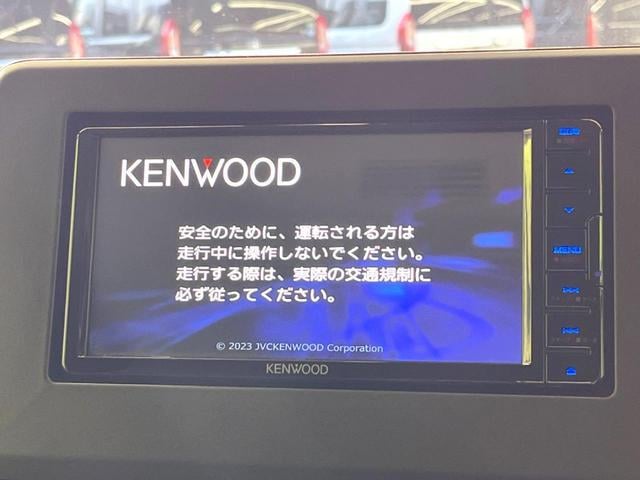 KENWOOD
安全のために、運転される方は
走行中に操作しないでください。
走行する際は、実際の交通規制に
必ず従ってください。
© 2023 JVCKENWOOD Corporation
KENWOOD
MENU